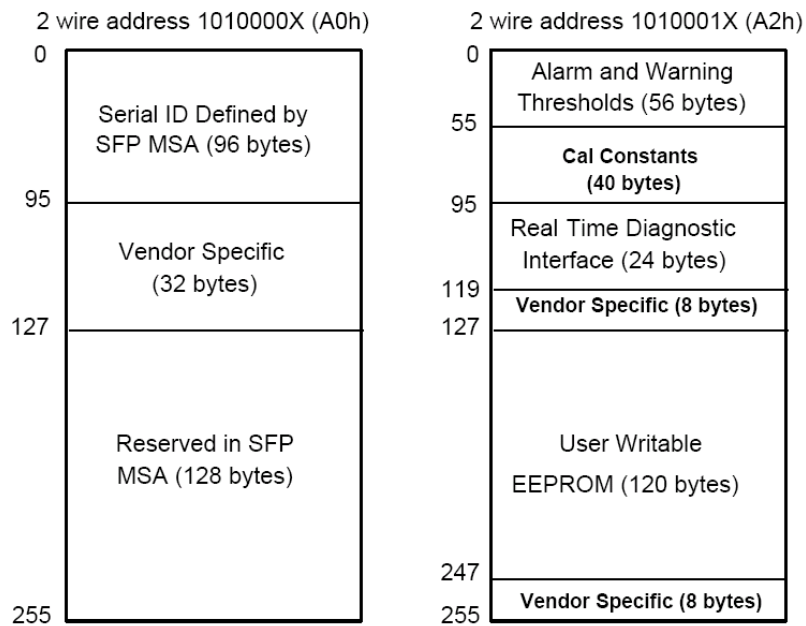 2 wire address 1010000X (A0h)
0
Serial ID Defined by
SFP MSA (96 bytes)
95
Vendor Specific
(32 bytes)
127
Reserved in SFP
MSA (128 bytes)
255
2 wire address 1010001X (A2h)
0
Alarm and Warning
Thresholds (56 bytes)
55
Cal Constants
(40 bytes)
95
Real Time Diagnostic
Interface (24 bytes)
119
Vendor Specific (8 bytes)
127
User Writable
EEPROM (120 bytes)
247
Vendor Specific (8 bytes)
255